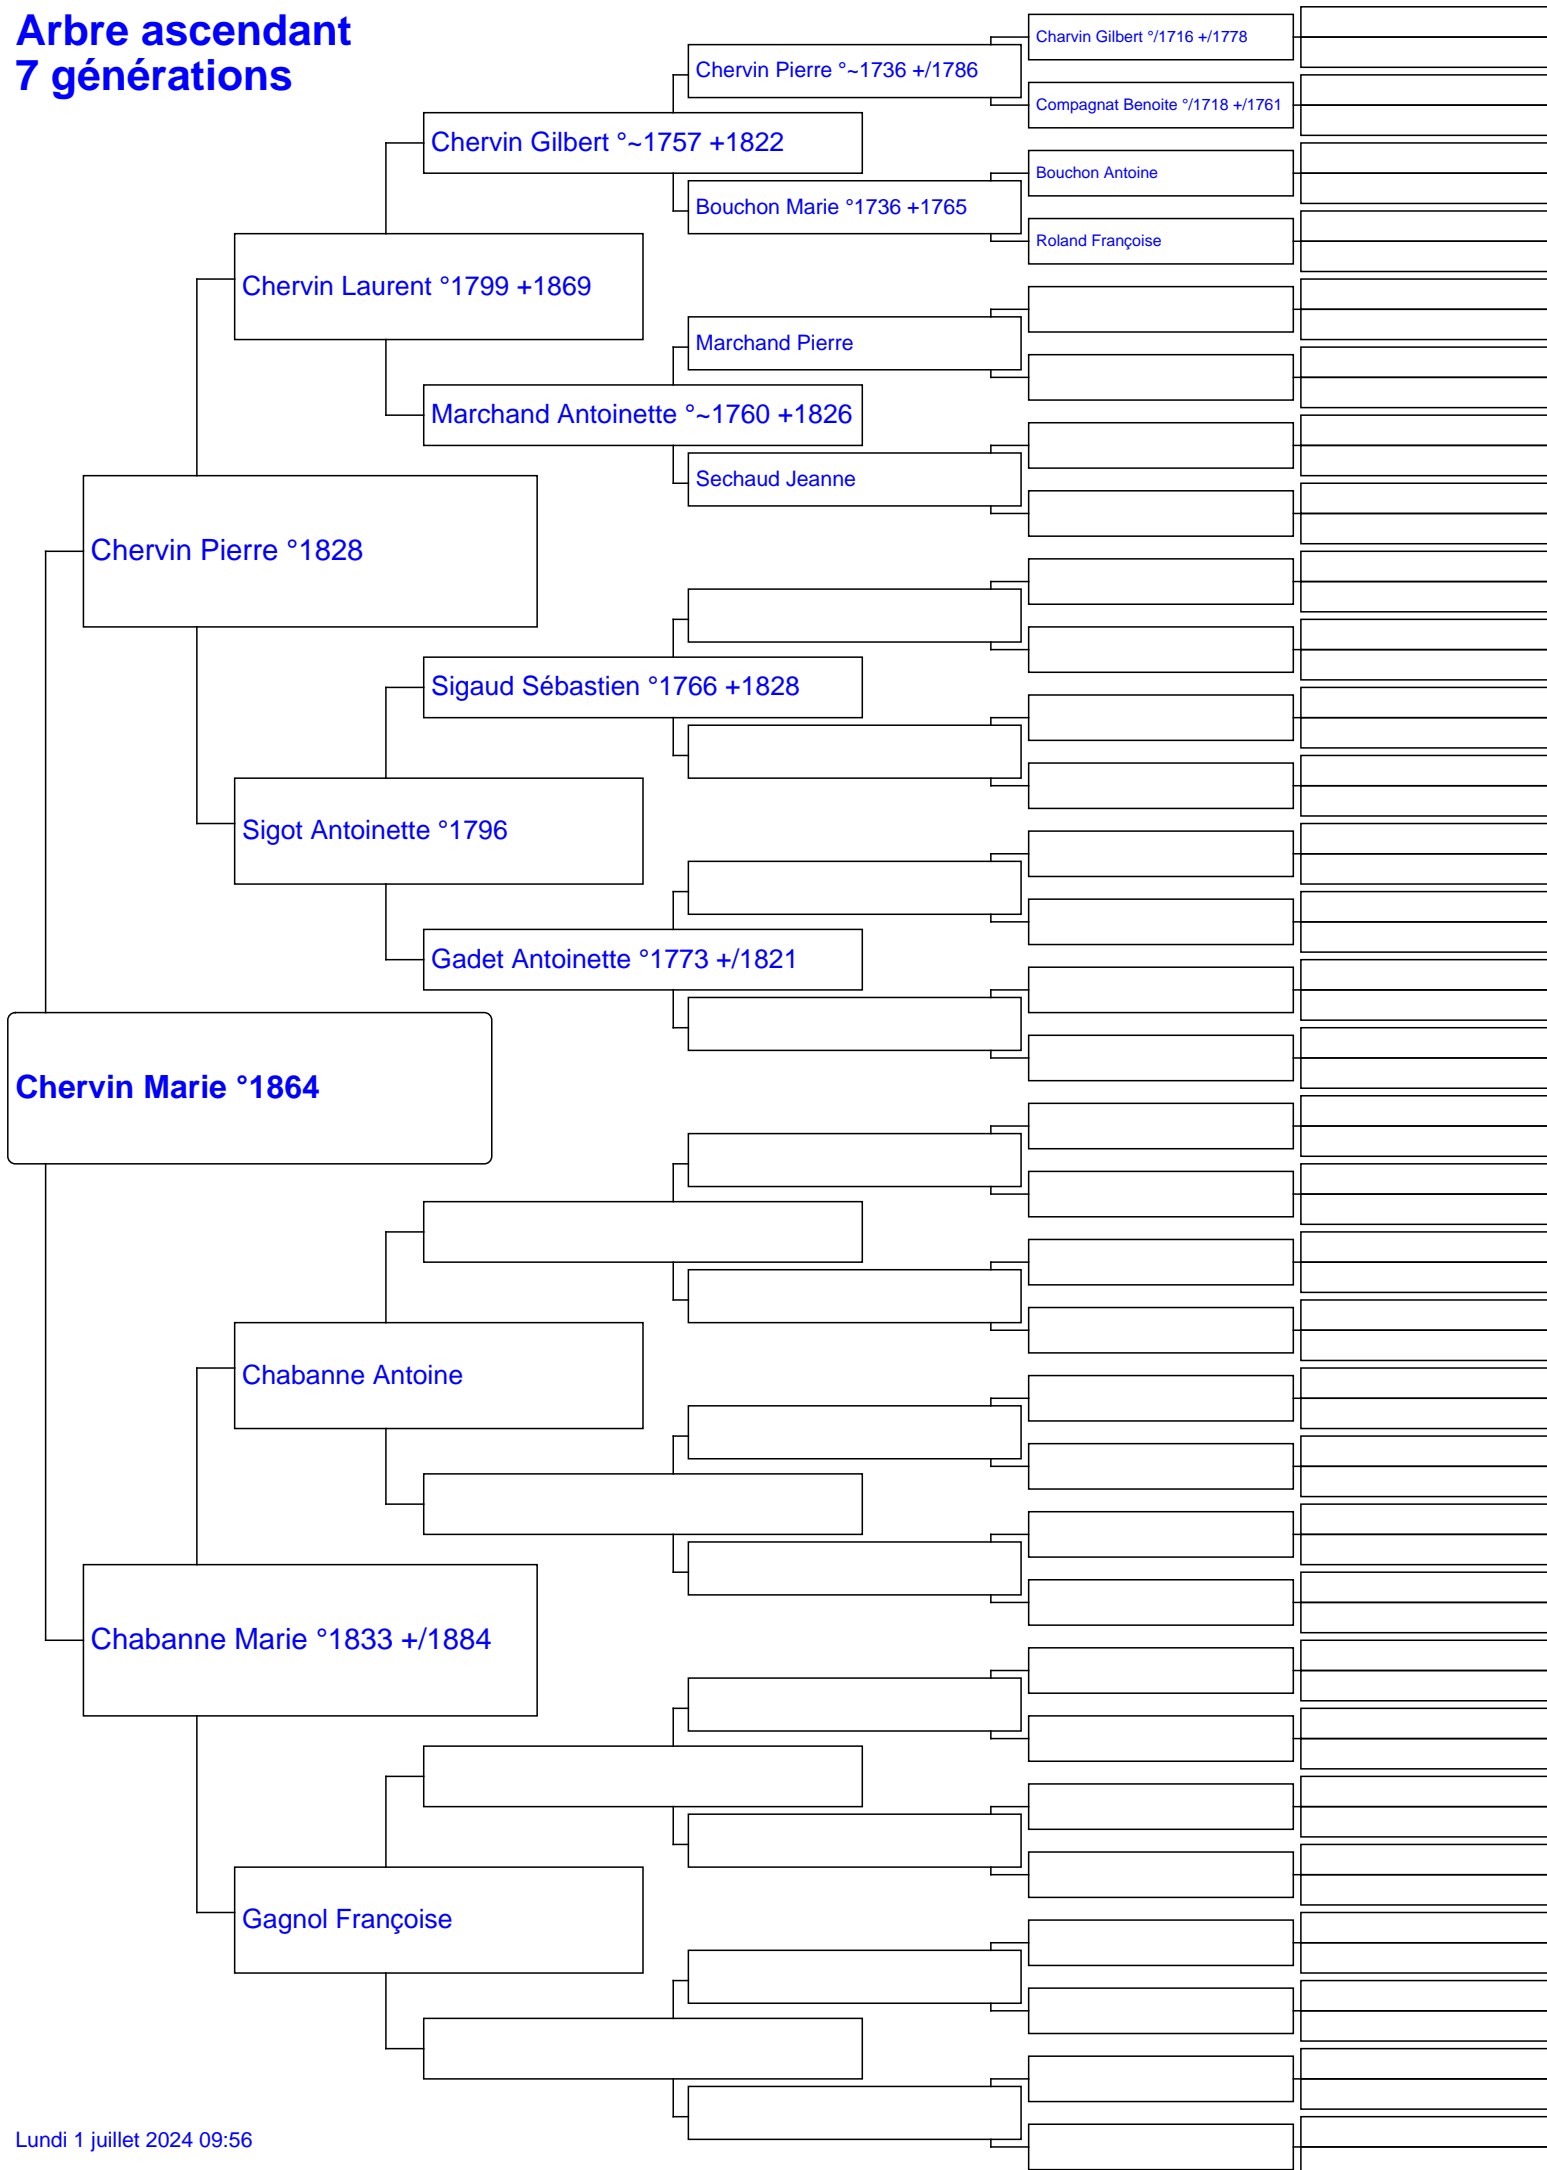 Arbre ascendant
7 générations
Charvin Gilbert °/1716 +/1778
Chervin Pierre °~1736 +/1786
Compagnat Benoite °/1718 +/1761
Chervin Gilbert °~1757 +1822
Bouchon Antoine
Bouchon Marie °1736 +1765
Roland Françoise
Chervin Laurent °1799 +1869
Marchand Pierre
Marchand Antoinette °~1760 +1826
Sechaud Jeanne
Chervin Pierre °1828
Sigaud Sébastien °1766 +1828
Sigot Antoinette °1796
Gadet Antoinette °1773 +/1821
Chervin Marie °1864
Chabanne Antoine
Chabanne Marie °1833 +/1884
Gagnol Françoise
Lundi 1 juillet 2024 09:56